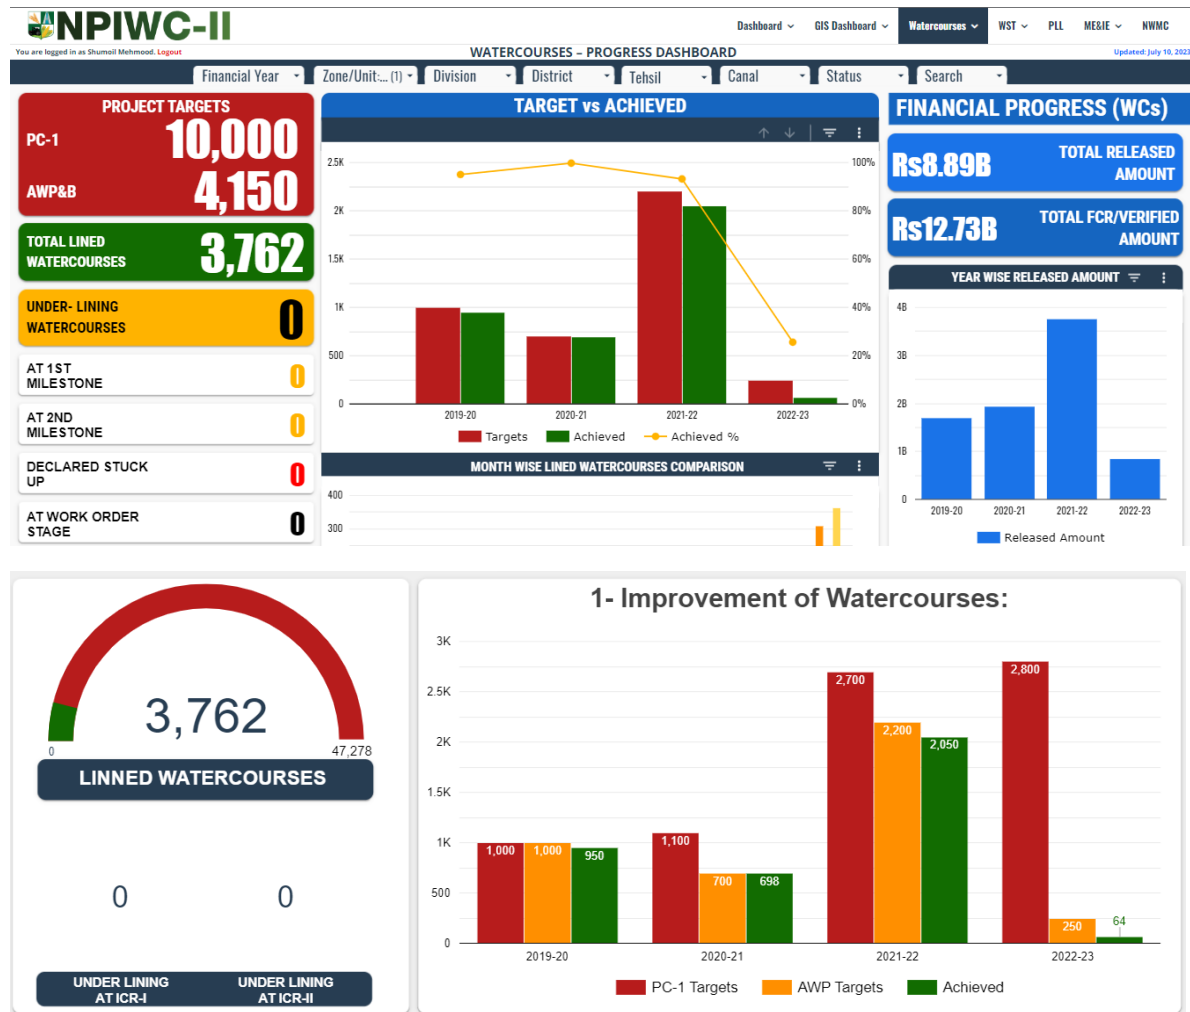 NPIWC-II
Dashboard
GIS Dashboard
Watercourses
WST
PLL
ME&IE
NWMC
You are logged in as Shumoil Mehmood. Logout
WATERCOURSES – PROGRESS DASHBOARD
Updated: July 10, 2023
Financial Year
Zone/Unit:... (1)
Division
District
Tehsil
Canal
Status
Search
PROJECT TARGETS
PC-1 10,000
AWP&B 4,150
TOTAL LINED
WATERCOURSES
3,762
UNDER- LINING
WATERCOURSES
0
AT 1ST
MILESTONE
0
AT 2ND
MILESTONE
0
DECLARED STUCK
UP
0
AT WORK ORDER
STAGE
0
TARGET vs ACHIEVED
2.5K
2K
1.5K
1K
500
0
100%
80%
60%
40%
20%
0%
2019-20
2020-21
2021-22
2022-23
Targets
Achieved
Achieved %
MONTH WISE LINED WATERCOURSES COMPARISON
400
300
FINANCIAL PROGRESS (WCs)
Rs8.89B
TOTAL RELEASED
AMOUNT
Rs12.73B
TOTAL FCR/VERIFIED
AMOUNT
YEAR WISE RELEASED AMOUNT
4B
3B
2B
1B
0
2019-20
2020-21
2021-22
2022-23
Released Amount
3,762
0
47,278
LINNED WATERCOURSES
0
0
UNDER LINING
AT ICR-I
UNDER LINING
AT ICR-II
1- Improvement of Watercourses:
3K
2.5K
2K
1.5K
1K
500
0
1,000
1,000
950
1,100
700
698
2,700
2,200
2,050
2,800
250
64
2019-20
2020-21
2021-22
2022-23
PC-1 Targets
AWP Targets
Achieved